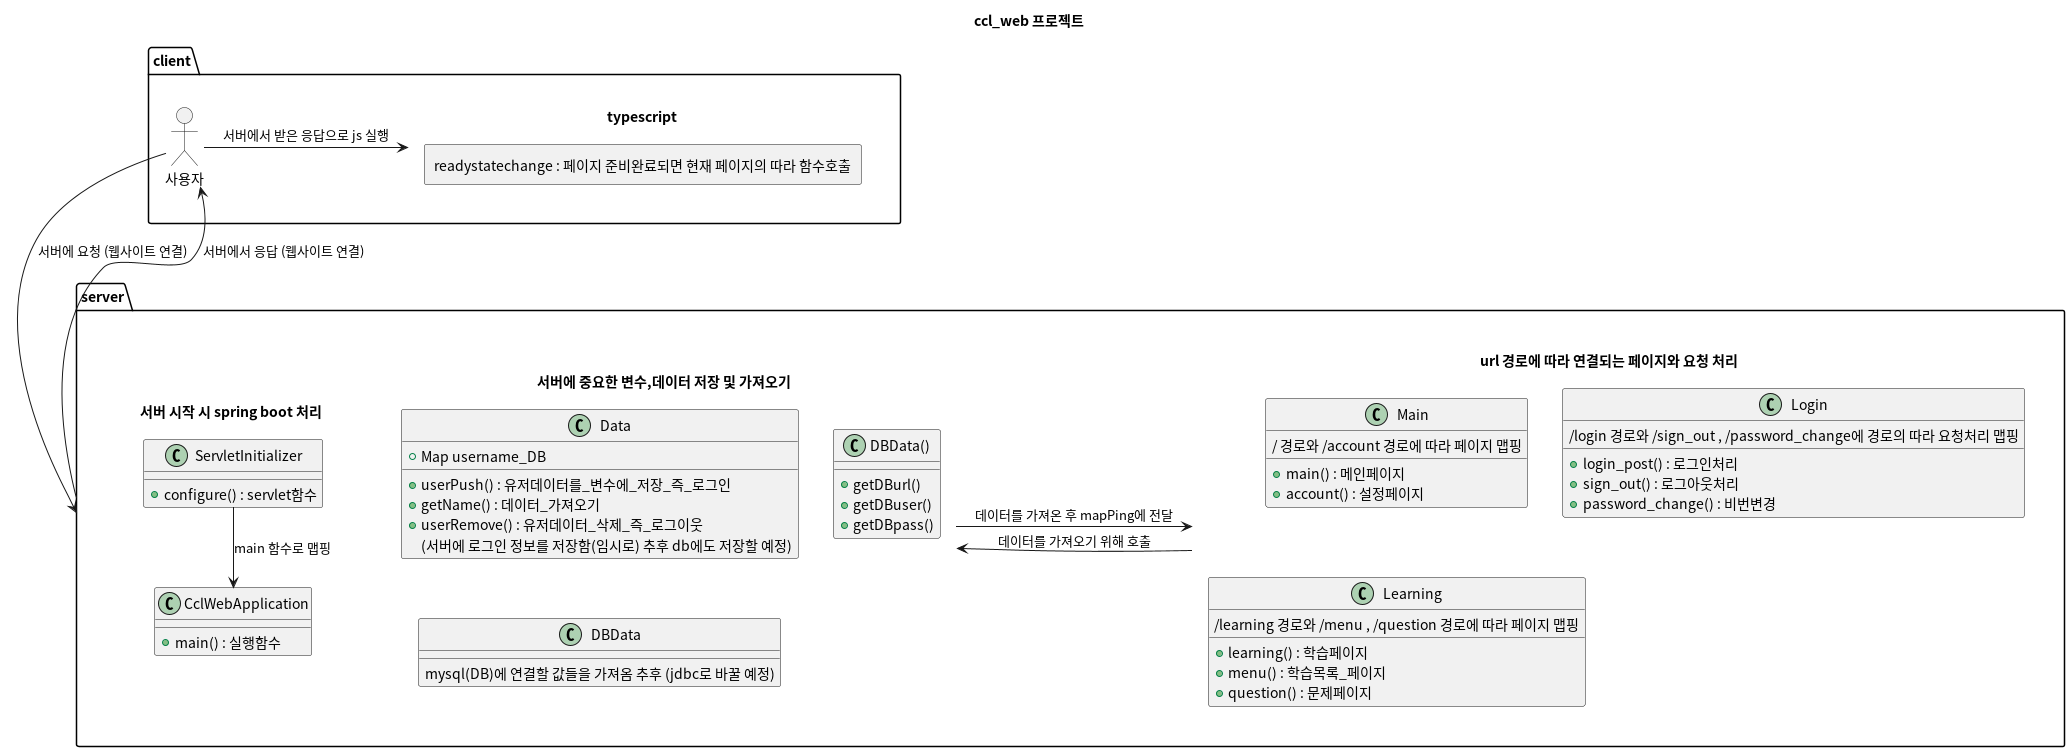 ccl_web 프로젝트
client
typescript
서버에서 받은 응답으로 js 실행
readystatechange : 페이지 준비완료되면 현재 페이지의 따라 함수호출
사용자
서버에 요청 (웹사이트 연결)
서버에서 응답 (웹사이트 연결)
server
서버 시작 시 spring boot 처리
ServletInitializer
configure() : servlet함수
main 함수로 맵핑
CclWebApplication
main() : 실행함수
서버에 중요한 변수,데이터 저장 및 가져오기
Data
Map username_DB
userPush() : 유저데이터를_변수에_저장_즉_로그인
getName() : 데이터_가져오기
userRemove() : 유저데이터_삭제_즉_로그이웃
(서버에 로그인 정보를 저장함(임시로) 추후 db에도 저장할 예정)
DBData()
getDBurl()
getDBuser()
getDBpass()
DBData
mysql(DB)에 연결할 값들을 가져옴 추후 (jdbc로 바꿀 예정)
데이터를 가져온 후 mapPing에 전달
데이터를 가져오기 위해 호출
url 경로에 따라 연결되는 페이지와 요청 처리
Main
/ 경로와 /account 경로에 따라 페이지 맵핑
main() : 메인페이지
account() : 설정페이지
Login
/login 경로와 /sign_out , /password_change에 경로의 따라 요청처리 맵핑
login_post() : 로그인처리
sign_out() : 로그아웃처리
password_change() : 비번변경
Learning
/learning 경로와 /menu , /question 경로에 따라 페이지 맵핑
learning() : 학습페이지
menu() : 학습목록_페이지
question() : 문제페이지